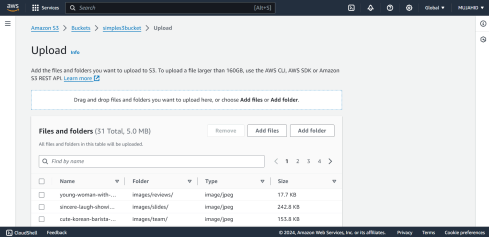 aws
Services
Search
[Alt+S]
Global
MUJAHID
Amazon S3 > Buckets > simples3bucket > Upload
Upload Info
Add the files and folders you want to upload to S3. To upload a file larger than 160GB, use the AWS CLI, AWS SDK or Amazon
S3 REST API. Learn more
Drag and drop files and folders you want to upload here, or choose Add files or Add folder.
Files and folders (31 Total, 5.0 MB)
Remove
Add files
Add folder
All files and folders in this table will be uploaded.
Find by name
< 1 2 3 4 >
Name Folder Type Size
young-woman-with-... images/reviews/ image/jpeg 17.7 KB
sincere-laugh-showi... images/slides/ image/jpeg 242.8 KB
cute-korean-barista-... images/team/ image/jpeg 153.8 KB
CloudShell Feedback © 2024, Amazon Web Services, Inc. or its affiliates. Privacy Terms Cookie preferences